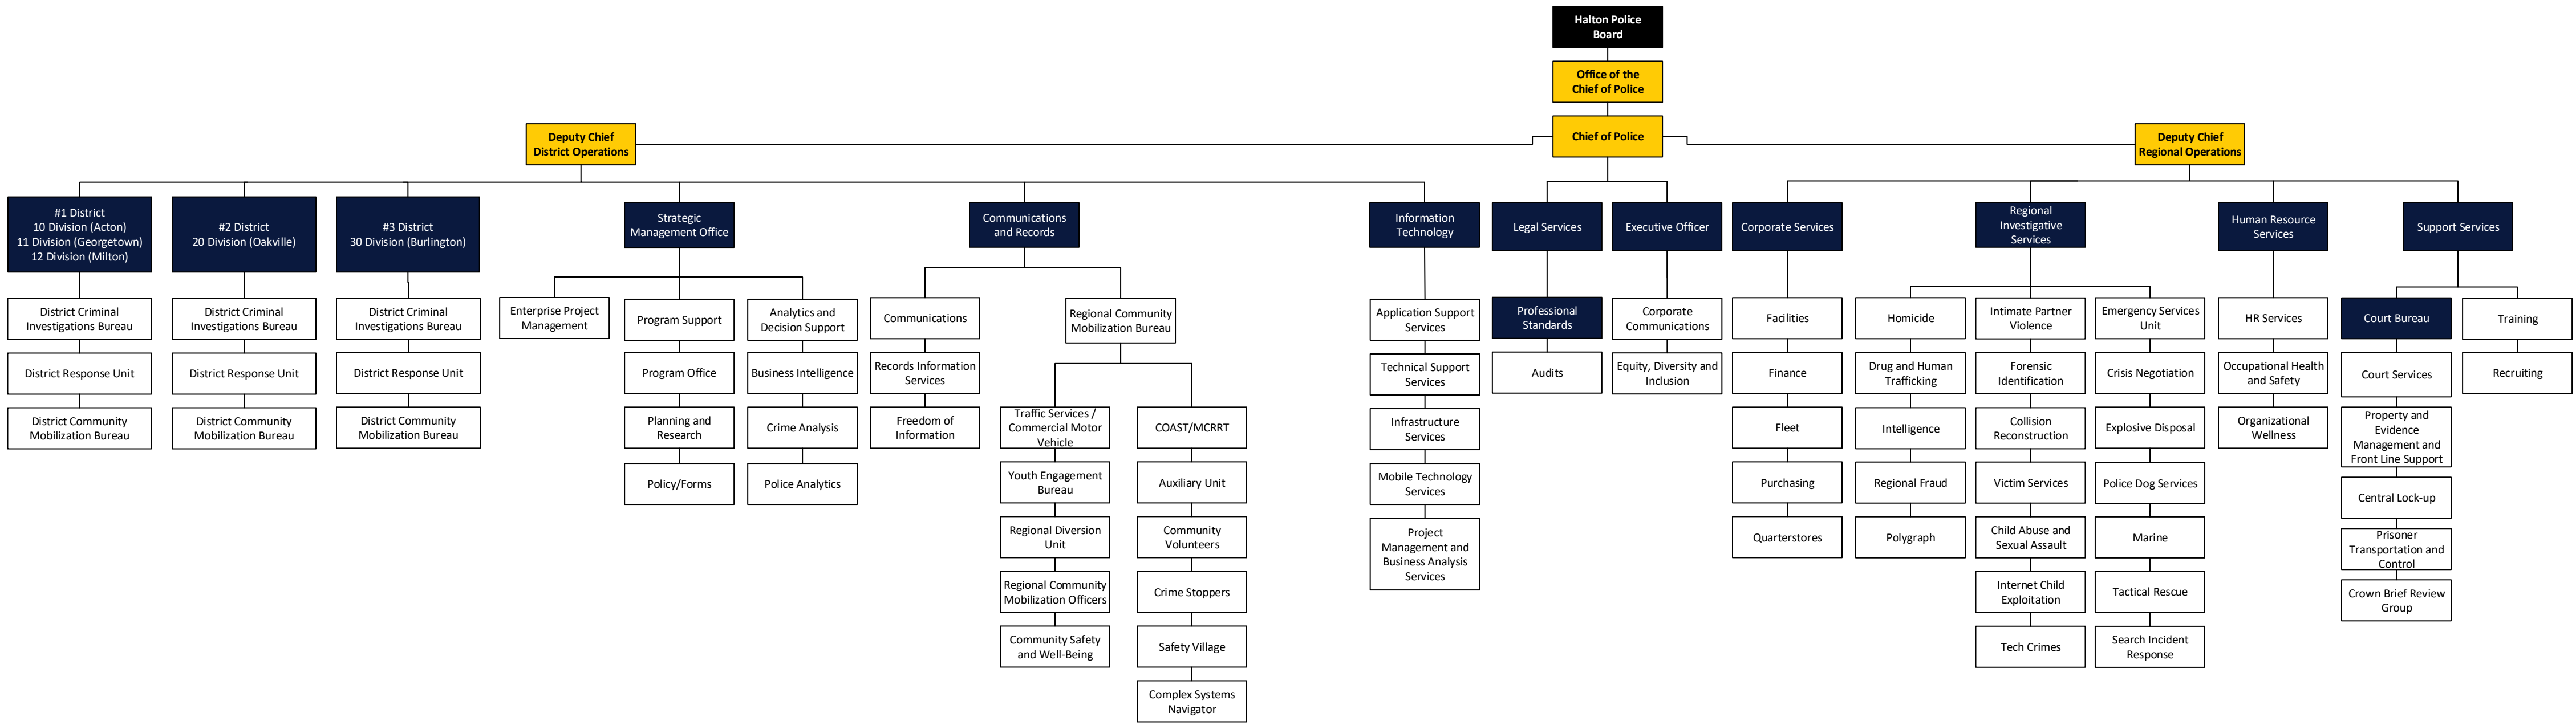 Halton Police
Board
Office of the
Chief of Police
Chief of Police
Deputy Chief
District Operations
Deputy Chief
Regional Operations
#1 District
10 Division (Acton)
11 Division (Georgetown)
12 Division (Milton)
#2 District
20 Division (Oakville)
#3 District
30 Division (Burlington)
Strategic
Management Office
Communications
and Records
Information
Technology
Legal Services
Executive Officer
Corporate Services
Regional
Investigative
Services
Human Resource
Services
Support Services
District Criminal
Investigations Bureau
District Response Unit
District Community
Mobilization Bureau
District Criminal
Investigations Bureau
District Response Unit
District Community
Mobilization Bureau
District Criminal
Investigations Bureau
District Response Unit
District Community
Mobilization Bureau
Enterprise Project
Management
Program Support
Program Office
Planning and
Research
Policy/Forms
Analytics and
Decision Support
Business Intelligence
Crime Analysis
Police Analytics
Communications
Records Information
Services
Freedom of
Information
Regional Community
Mobilization Bureau
Traffic Services /
Commercial Motor
Vehicle
Youth Engagement
Bureau
Regional Diversion
Unit
Regional Community
Mobilization Officers
Community Safety
and Well-Being
COAST/MCRRT
Auxiliary Unit
Community
Volunteers
Crime Stoppers
Safety Village
Complex Systems
Navigator
Application Support
Services
Technical Support
Services
Infrastructure
Services
Mobile Technology
Services
Project
Management and
Business Analysis
Services
Professional
Standards
Audits
Corporate
Communications
Equity, Diversity and
Inclusion
Facilities
Finance
Fleet
Purchasing
Quarterstores
Homicide
Drug and Human
Trafficking
Intelligence
Regional Fraud
Polygraph
Intimate Partner
Violence
Forensic
Identification
Collision
Reconstruction
Victim Services
Child Abuse and
Sexual Assault
Internet Child
Exploitation
Tech Crimes
Emergency Services
Unit
Crisis Negotiation
Explosive Disposal
Police Dog Services
Marine
Tactical Rescue
Search Incident
Response
HR Services
Occupational Health
and Safety
Organizational
Wellness
Court Bureau
Court Services
Property and
Evidence
Management and
Front Line Support
Central Lock-up
Prisoner
Transportation and
Control
Crown Brief Review
Group
Training
Recruiting